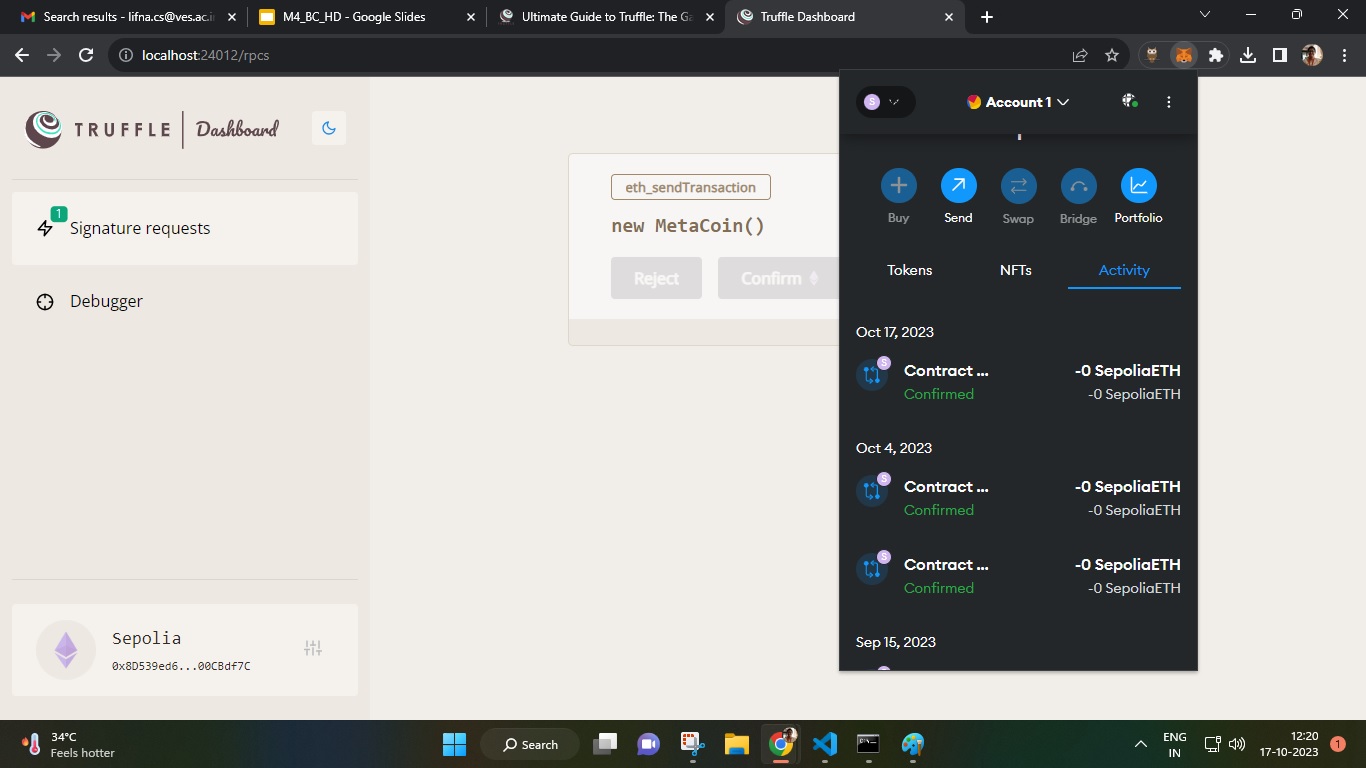 Search results - lifna.cs@ves.ac.in
M4_BC_HD - Google Slides
Ultimate Guide to Truffle: The Ga
Truffle Dashboard
localhost:24012/rpcs
TRUFFLE Dashboard
1
Signature requests
Debugger
Sepolia
0x8D539ed6...00CBdf7C
eth_sendTransaction
new MetaCoin()
Reject
Confirm
S
Account 1
Buy
Send
Swap
Bridge
Portfolio
Tokens
NFTs
Activity
Oct 17, 2023
S
Contract ...
-0 SepoliaETH
Confirmed
-0 SepoliaETH
Oct 4, 2023
S
Contract ...
-0 SepoliaETH
Confirmed
-0 SepoliaETH
S
Contract ...
-0 SepoliaETH
Confirmed
-0 SepoliaETH
Sep 15, 2023
34°C
Feels hotter
Search
ENG
IN
12:20
17-10-2023
1